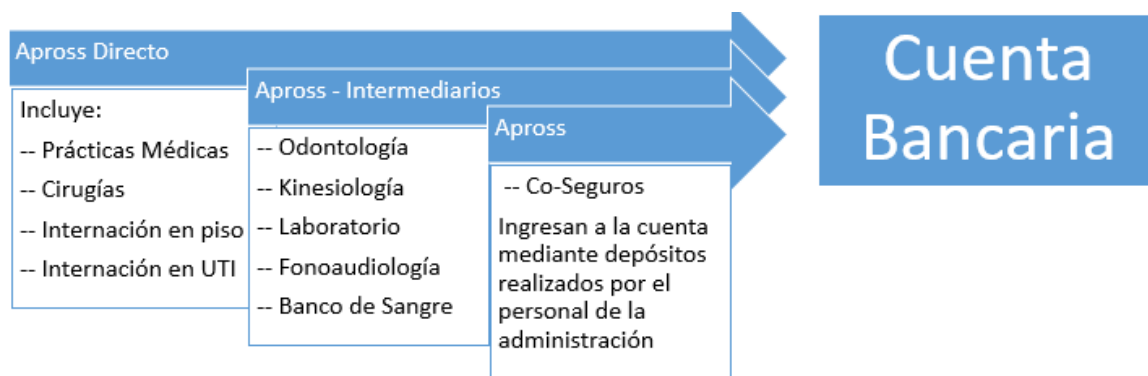 Apross Directo
Incluye:
-- Prácticas Médicas
-- Cirugías
-- Internación en piso
-- Internación en UTI
Apross - Intermediarios
-- Odontología
-- Kinesiología
-- Laboratorio
-- Fonoaudiología
-- Banco de Sangre
Apross
-- Co-Seguros
Ingresan a la cuenta
mediante depósitos
realizados por el
personal de la
administración
Cuenta
Bancaria